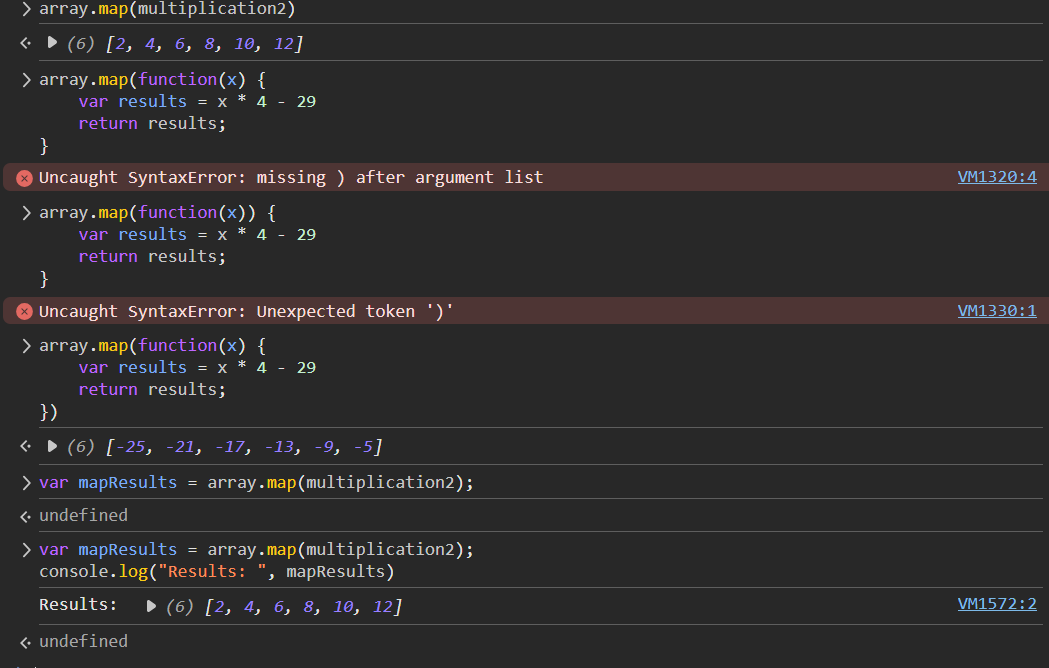 > array.map(multiplication2)
(6) [2, 4, 6, 8, 10, 12]
> array.map(function(x) {
    var results = x * 4 - 29
    return results;
}
Uncaught SyntaxError: missing ) after argument list VM1320:4
> array.map(function(x)) {
    var results = x * 4 - 29
    return results;
}
Uncaught SyntaxError: Unexpected token ')' VM1330:1
> array.map(function(x) {
    var results = x * 4 - 29
    return results;
})
(6) [-25, -21, -17, -13, -9, -5]
> var mapResults = array.map(multiplication2);
undefined
> var mapResults = array.map(multiplication2);
console.log("Results: ", mapResults)
Results: (6) [2, 4, 6, 8, 10, 12] VM1572:2
undefined